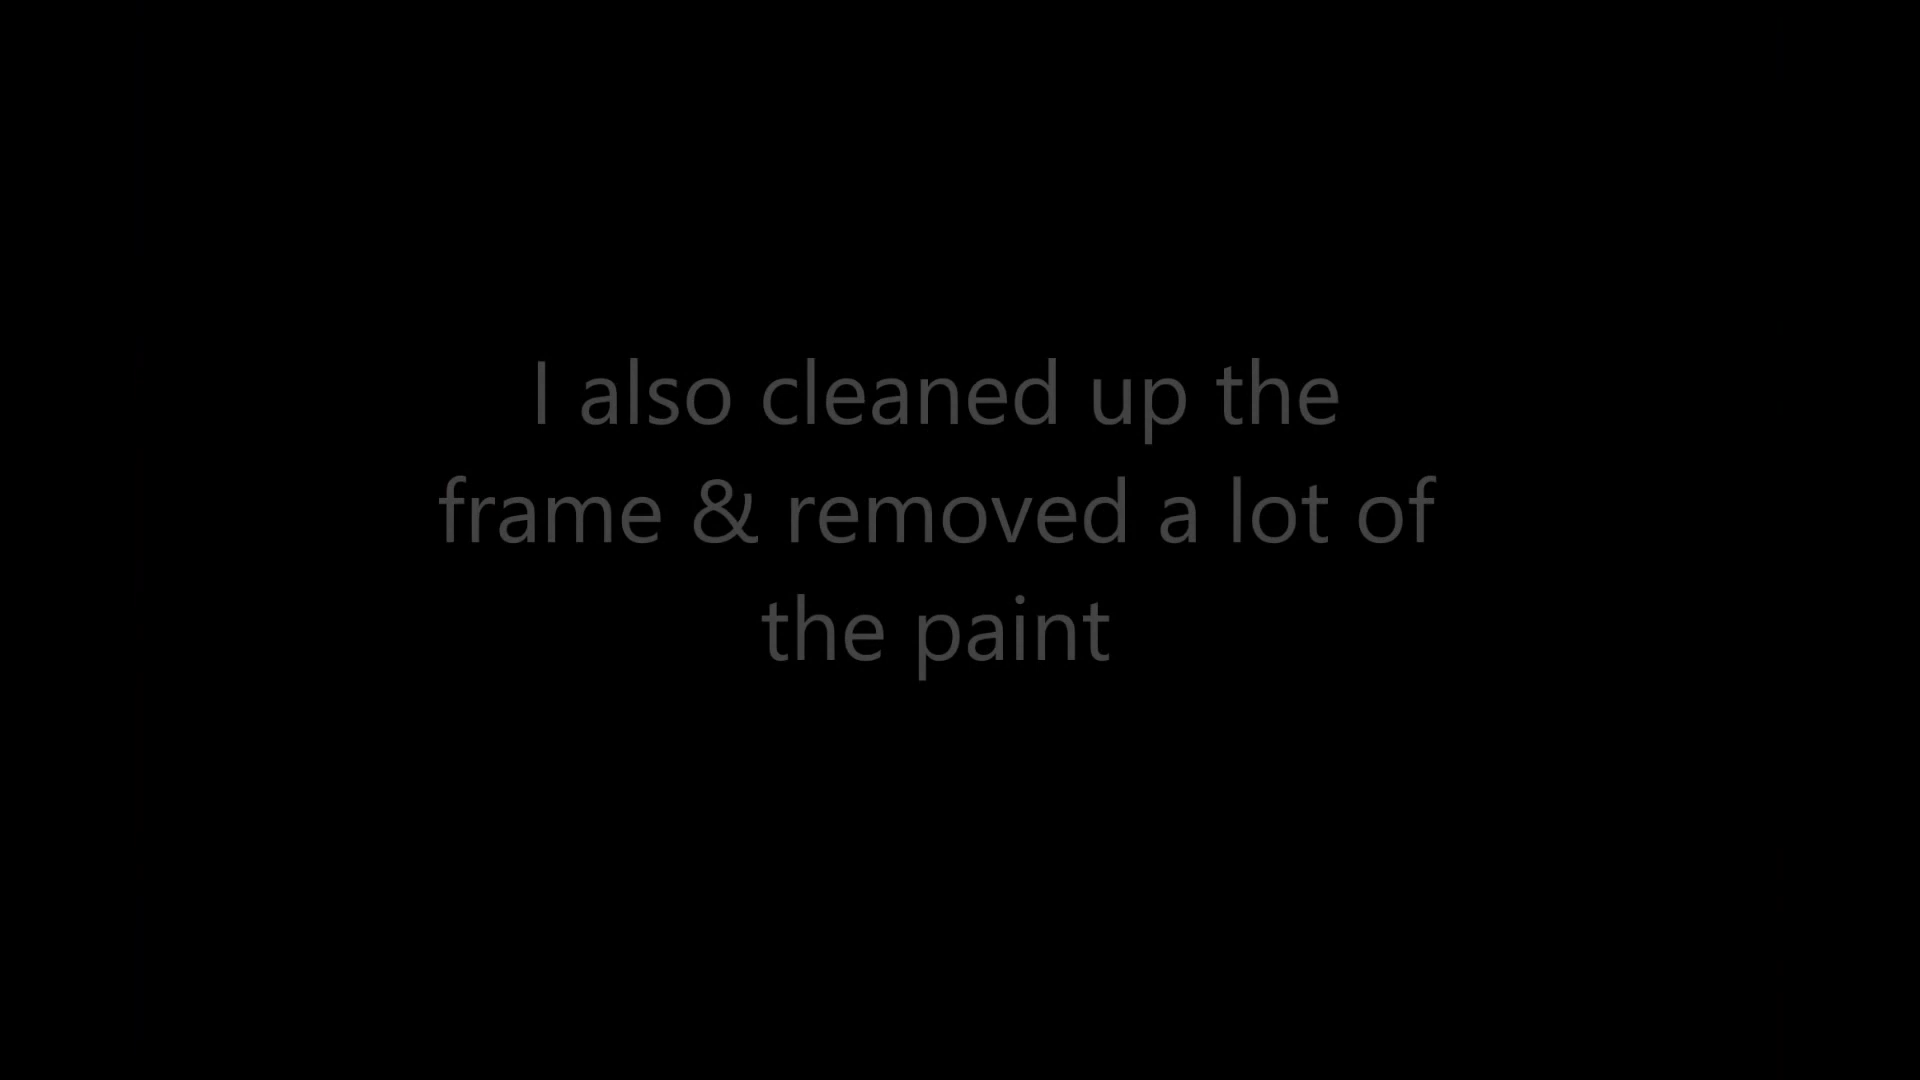 I also cleaned up the
frame & removed a lot of
the paint